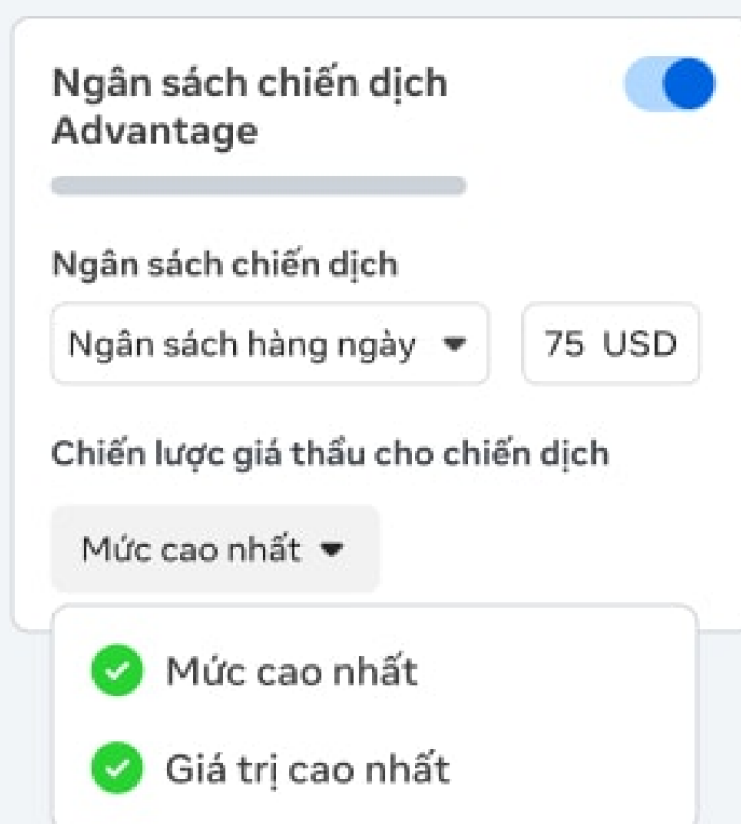 Ngân sách chiến dịch
Advantage
Ngân sách chiến dịch
Ngân sách hàng ngày
75 USD
Chiến lược giá thầu cho chiến dịch
Mức cao nhất
Mức cao nhất
Giá trị cao nhất